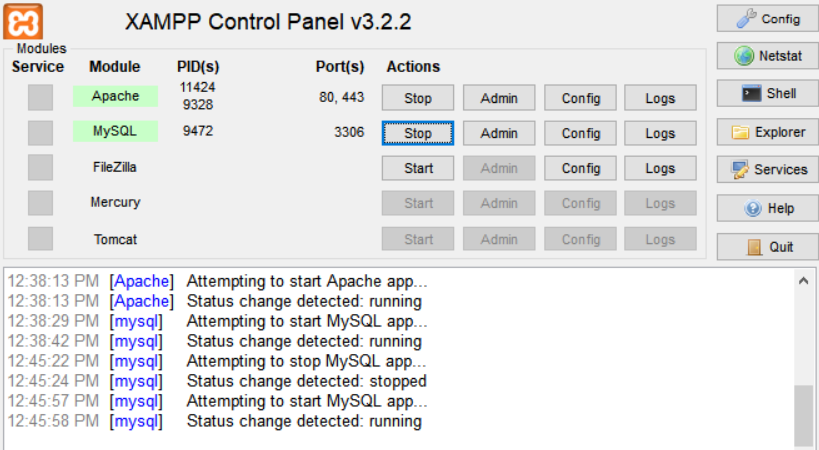 XAMPP Control Panel v3.2.2
Config
Modules
Service Module PID(s) Port(s) Actions
Netstat
Apache 11424 9328 80, 443 Stop Admin Config Logs
Shell
MySQL 9472 3306 Stop Admin Config Logs
Explorer
FileZilla Start Admin Config Logs
Services
Mercury Start Admin Config Logs
Help
Tomcat Start Admin Config Logs
Quit
12:38:13 PM [Apache] Attempting to start Apache app...
12:38:13 PM [Apache] Status change detected: running
12:38:29 PM [mysql] Attempting to start MySQL app...
12:38:42 PM [mysql] Status change detected: running
12:45:22 PM [mysql] Attempting to stop MySQL app...
12:45:24 PM [mysql] Status change detected: stopped
12:45:57 PM [mysql] Attempting to start MySQL app...
12:45:58 PM [mysql] Status change detected: running